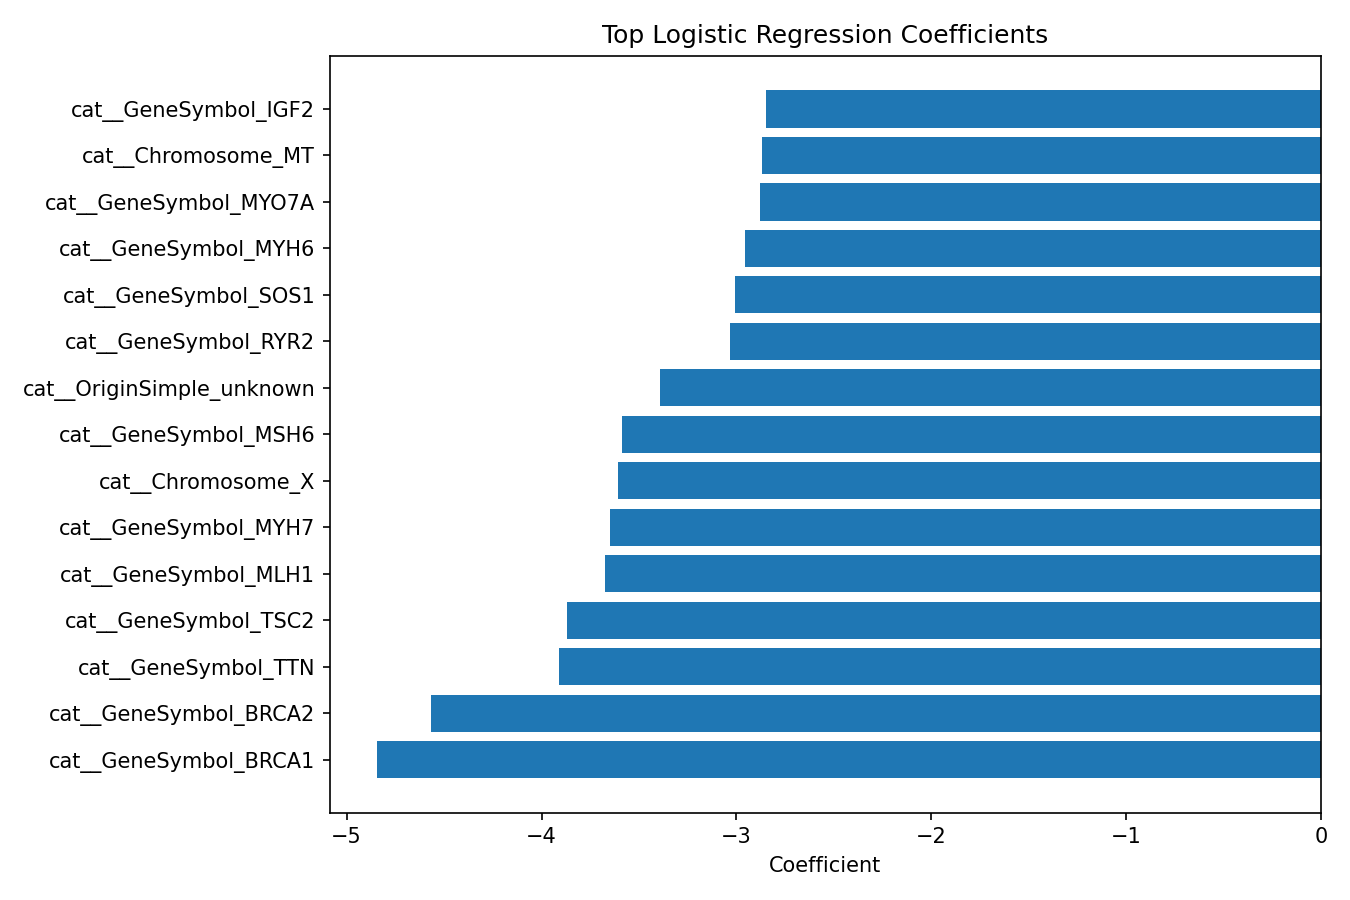 Top Logistic Regression Coefficients
cat__GeneSymbol_IGF2
cat__Chromosome_MT
cat__GeneSymbol_MYO7A
cat__GeneSymbol_MYH6
cat__GeneSymbol_SOS1
cat__GeneSymbol_RYR2
cat__OriginSimple_unknown
cat__GeneSymbol_MSH6
cat__Chromosome_X
cat__GeneSymbol_MYH7
cat__GeneSymbol_MLH1
cat__GeneSymbol_TSC2
cat__GeneSymbol_TTN
cat__GeneSymbol_BRCA2
cat__GeneSymbol_BRCA1
−5 −4 −3 −2 −1 0
Coefficient